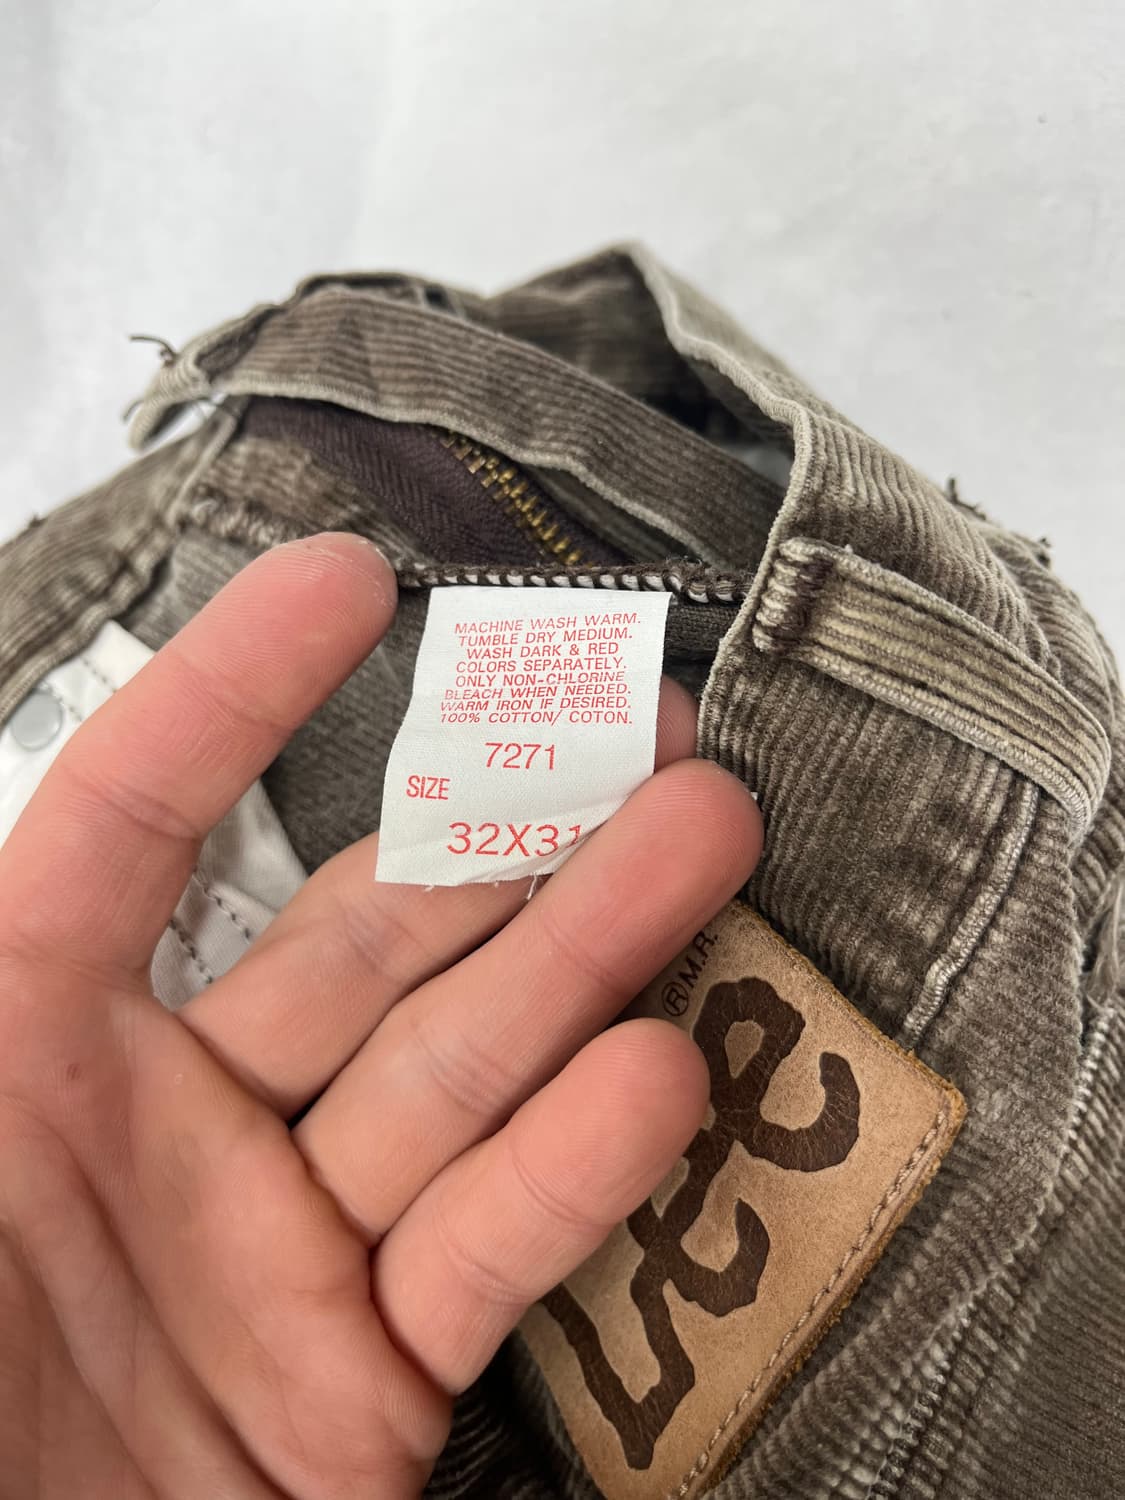 MACHINE WASH WARM.
TUMBLE DRY MEDIUM.
WASH DARK & RED
COLORS SEPARATELY.
ONLY NON-CHLORINE
BLEACH WHEN NEEDED.
WARM IRON IF DESIRED.
100% COTTON/ COTON.
7271
SIZE
32X31
® M.R.
Lee